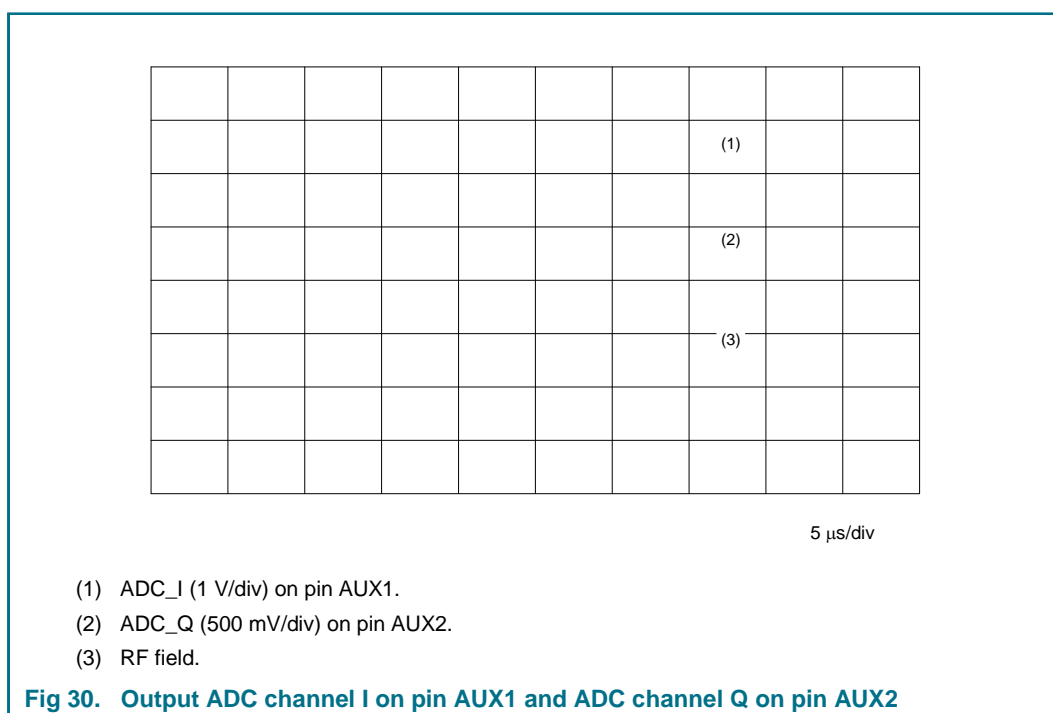 (1)
(2)
(3)
5 μs/div
(1) ADC_I (1 V/div) on pin AUX1.
(2) ADC_Q (500 mV/div) on pin AUX2.
(3) RF field.
Fig 30. Output ADC channel I on pin AUX1 and ADC channel Q on pin AUX2